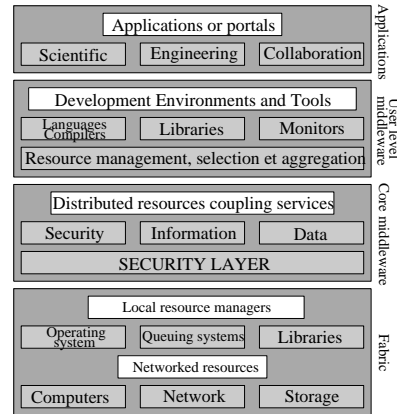 Applications or portals
Scientific
Engineering
Collaboration
Applications
Development Environments and Tools
Languages
Compilers
Libraries
Monitors
Resource management, selection et aggregation
User level
middleware
Distributed resources coupling services
Security
Information
Data
SECURITY LAYER
Core middleware
Local resource managers
Operating
system
Queuing systems
Libraries
Networked resources
Computers
Network
Storage
Fabric